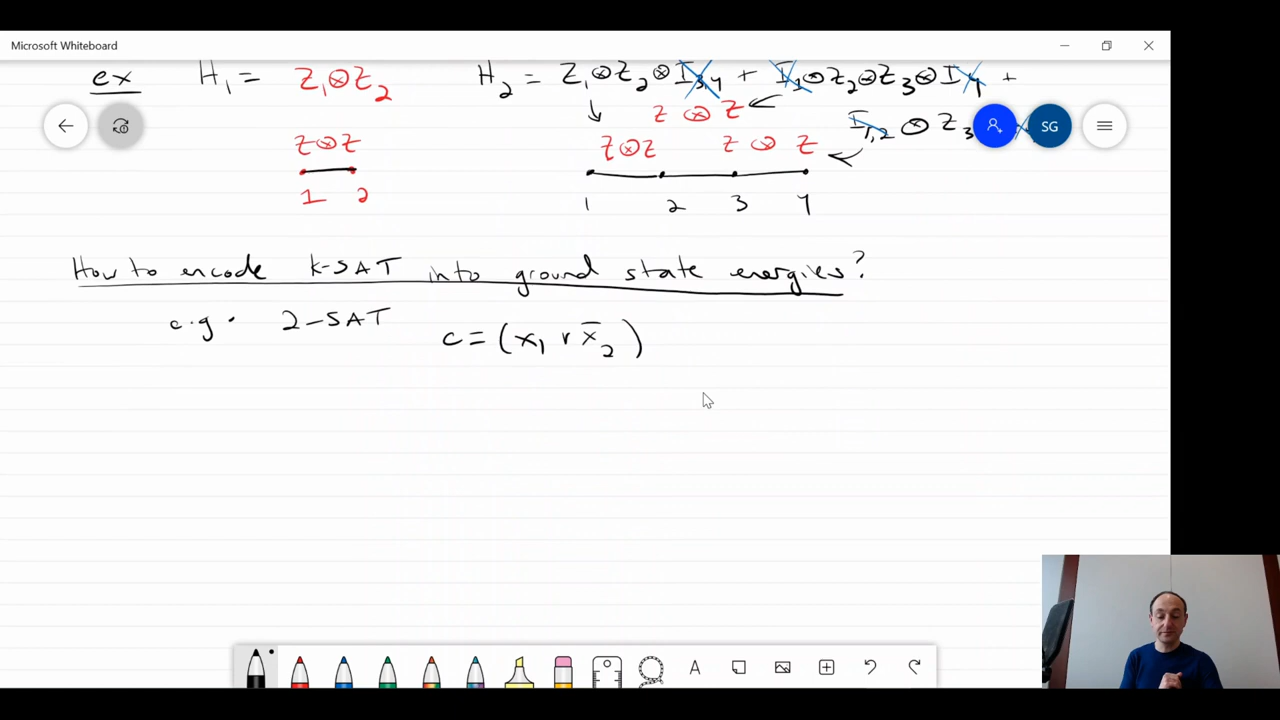 Microsoft Whiteboard
ex H₁ = Z₁⊗Z₂ H₂ = Z₁⊗Z₂⊗I₃,₄ + I₁⊗Z₂⊗Z₃⊗I₄ +
↓ Z ⊗ Z ← I₁,₂ ⊗ Z₃ SG
Z⊗Z Z⊗Z Z ⊗ Z ←
1 2 1 2 3 4
How to encode k-SAT into ground state energies?
e.g. 2-SAT c = (x₁ ∨ x̄₂)
A